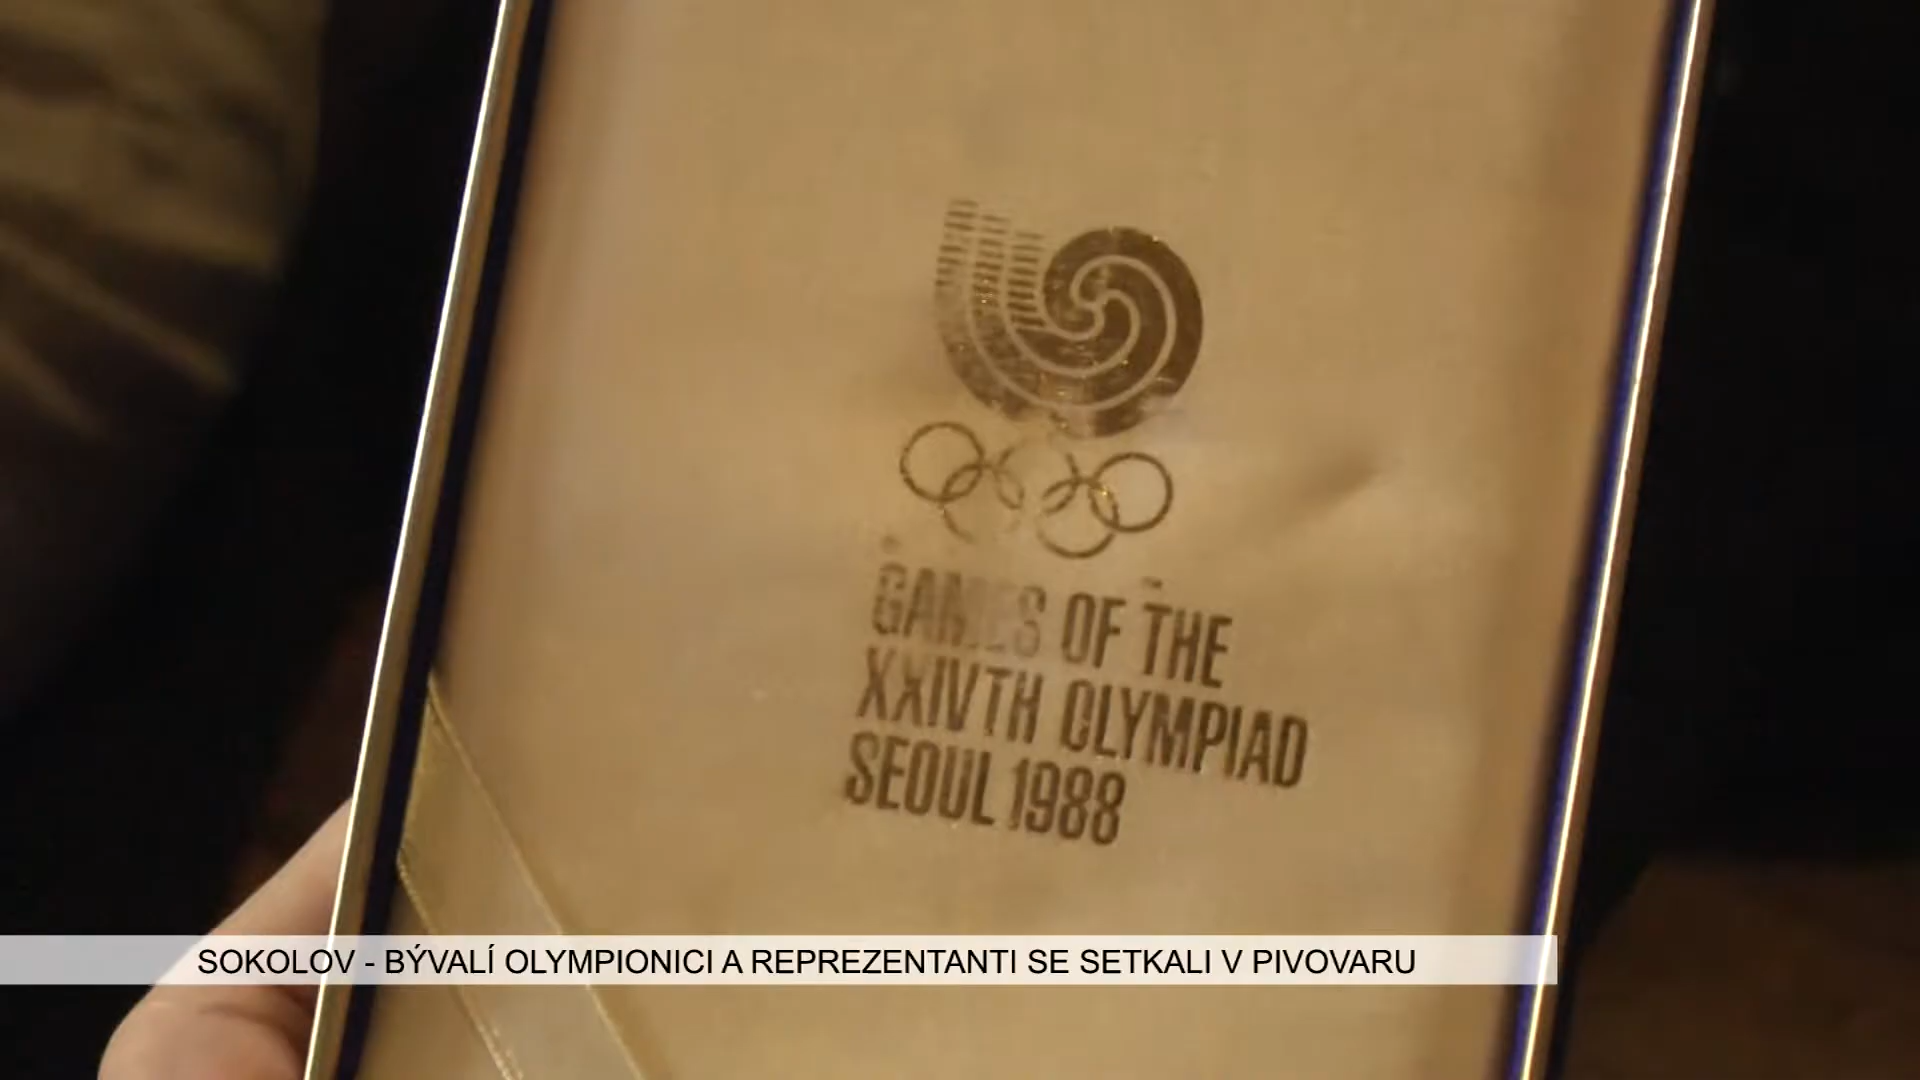 GAMES OF THE
XXIVTH OLYMPIAD
SEOUL 1988
SOKOLOV - BÝVALÍ OLYMPIONICI A REPREZENTANTI SE SETKALI V PIVOVARU